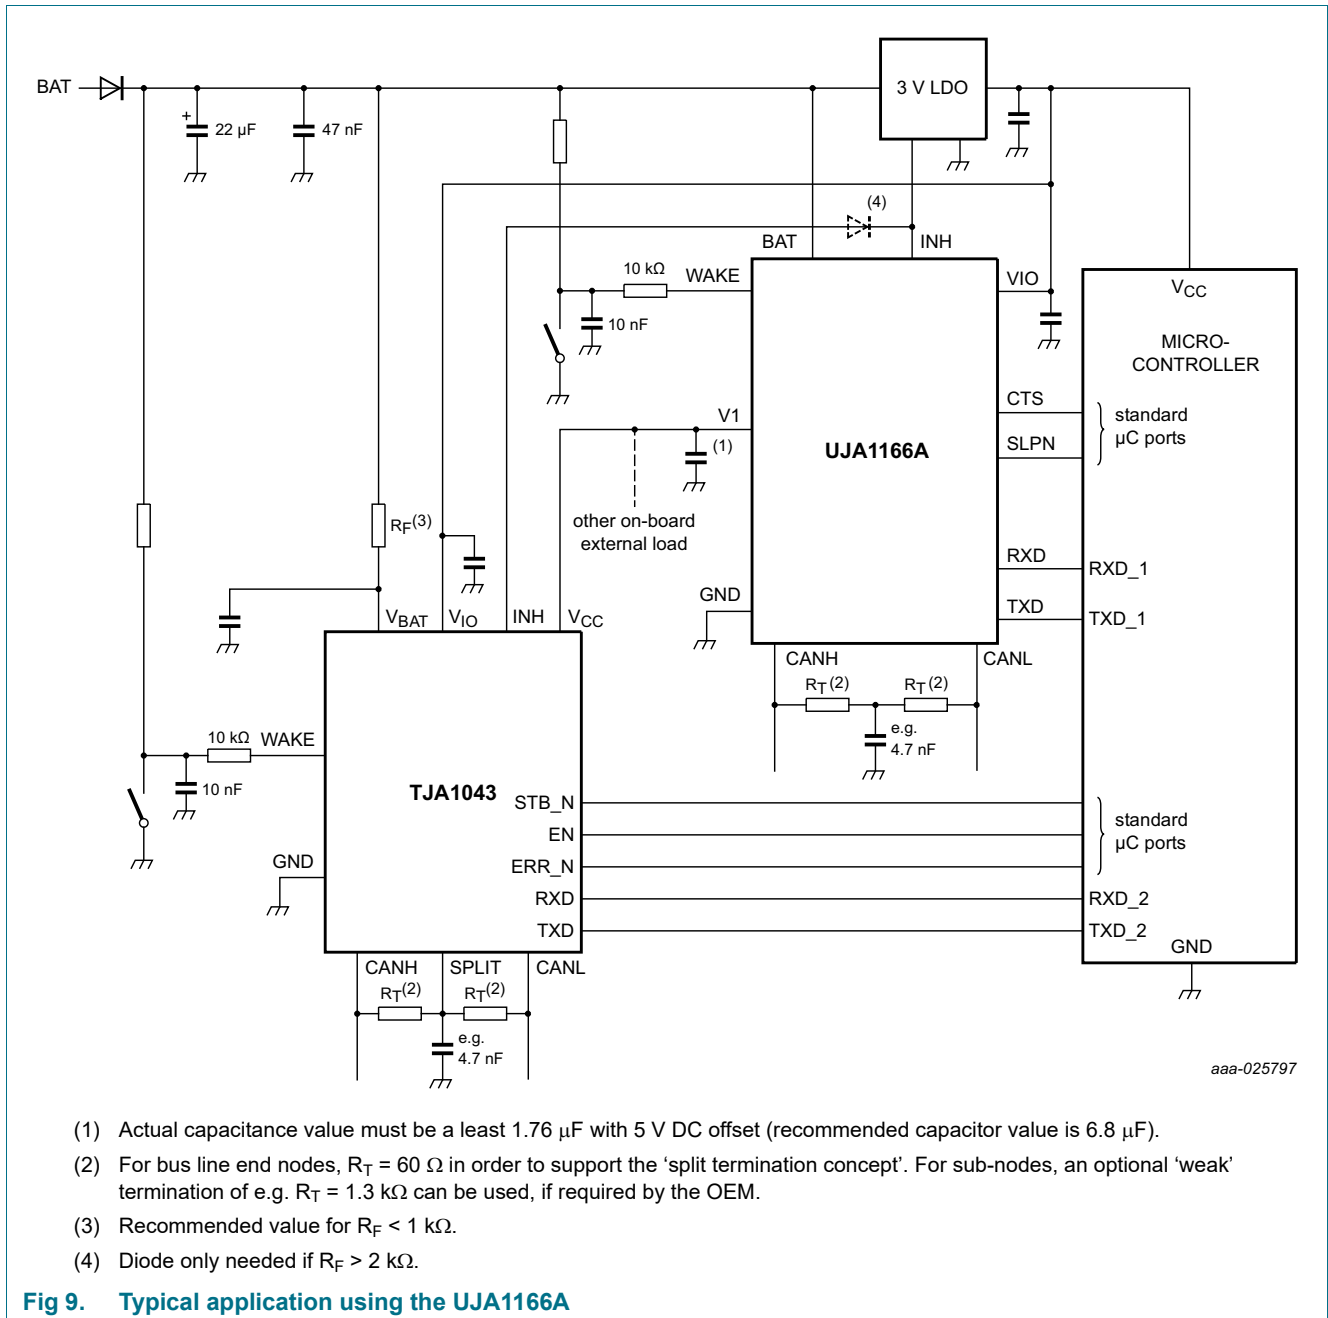 3 V LDO
BAT
+
22 µF
47 nF
(4)
BAT
INH
10 kΩ
WAKE
VIO
VCC
10 nF
MICRO-
CONTROLLER
CTS
standard
µC ports
SLPN
V1
(1)
UJA1166A
other on-board
external load
RF(3)
RXD
RXD_1
GND
TXD
TXD_1
VBAT
VIO
INH
VCC
CANH
CANL
RT(2)
RT(2)
e.g.
4.7 nF
10 kΩ
WAKE
10 nF
TJA1043
STB_N
EN
ERR_N
standard
µC ports
GND
RXD
RXD_2
TXD
TXD_2
GND
CANH
SPLIT
CANL
RT(2)
RT(2)
e.g.
4.7 nF
aaa-025797
(1) Actual capacitance value must be a least 1.76 μF with 5 V DC offset (recommended capacitor value is 6.8 μF).
(2) For bus line end nodes, RT = 60 Ω in order to support the ‘split termination concept’. For sub-nodes, an optional ‘weak’
termination of e.g. RT = 1.3 kΩ can be used, if required by the OEM.
(3) Recommended value for RF < 1 kΩ.
(4) Diode only needed if RF > 2 kΩ.
Fig 9. Typical application using the UJA1166A